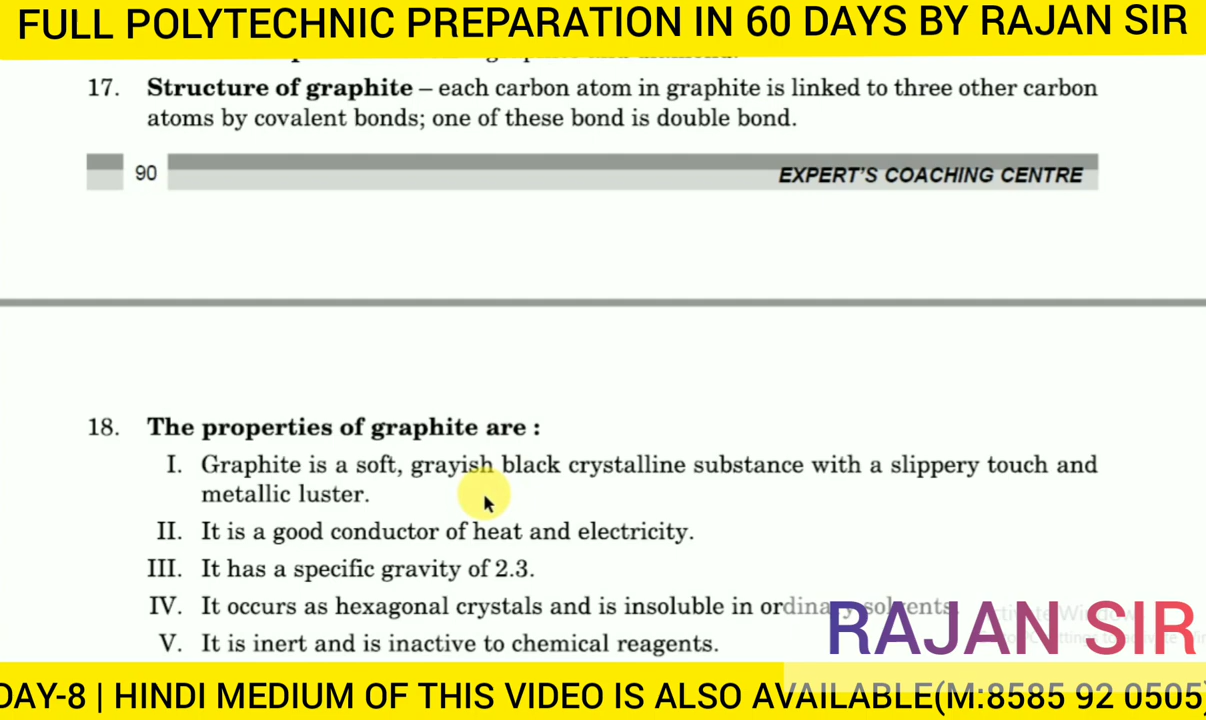 FULL POLYTECHNIC PREPARATION IN 60 DAYS BY RAJAN SIR
17. Structure of graphite – each carbon atom in graphite is linked to three other carbon
atoms by covalent bonds; one of these bond is double bond.
90 EXPERT'S COACHING CENTRE
18. The properties of graphite are :
I. Graphite is a soft, grayish black crystalline substance with a slippery touch and
metallic luster.
II. It is a good conductor of heat and electricity.
III. It has a specific gravity of 2.3.
IV. It occurs as hexagonal crystals and is insoluble in ordinary solvents.
V. It is inert and is inactive to chemical reagents.
RAJAN SIR
DAY-8 | HINDI MEDIUM OF THIS VIDEO IS ALSO AVAILABLE(M:8585 92 0505)